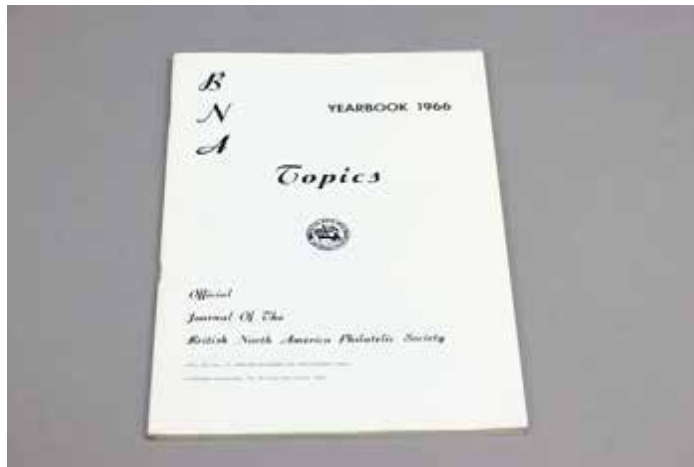 B
N
A
YEARBOOK 1966
Topics
Official
Journal Of The
British North America Philatelic Society